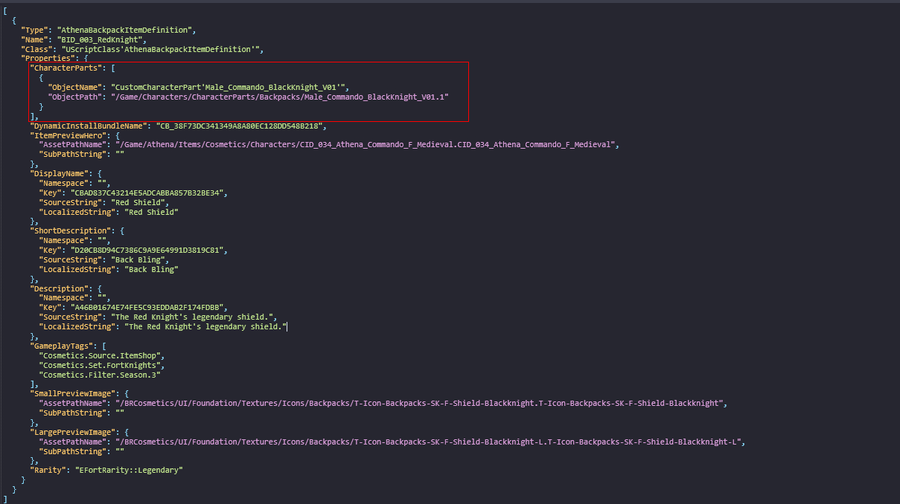 [
{
"Type": "AthenaBackpackItemDefinition",
"Name": "BID_003_RedKnight",
"Class": "UScriptClass'AthenaBackpackItemDefinition'",
"Properties": {
"CharacterParts": [
{
"ObjectName": "CustomCharacterPart'Male_Commando_BlackKnight_V01'",
"ObjectPath": "/Game/Characters/CharacterParts/Backpacks/Male_Commando_BlackKnight_V01.1"
}
],
"DynamicInstallBundleName": "CB_38F73DC341349A8A80EC128DD548B218",
"ItemPreviewHero": {
"AssetPathName": "/Game/Athena/Items/Cosmetics/Characters/CID_034_Athena_Commando_F_Medieval.CID_034_Athena_Commando_F_Medieval",
"SubPathString": ""
},
"DisplayName": {
"Namespace": "",
"Key": "CBAD837C43214E5ADCABBA857B32BE34",
"SourceString": "Red Shield",
"LocalizedString": "Red Shield"
},
"ShortDescription": {
"Namespace": "",
"Key": "D20CB8D94C7386C9A9E64991D3819C81",
"SourceString": "Back Bling",
"LocalizedString": "Back Bling"
},
"Description": {
"Namespace": "",
"Key": "A46B01674E74FE5C93EDDAB2F174FDBB",
"SourceString": "The Red Knight's legendary shield.",
"LocalizedString": "The Red Knight's legendary shield."
},
"GameplayTags": [
"Cosmetics.Source.ItemShop",
"Cosmetics.Set.FortKnights",
"Cosmetics.Filter.Season.3"
],
"SmallPreviewImage": {
"AssetPathName": "/BRCosmetics/UI/Foundation/Textures/Icons/Backpacks/T-Icon-Backpacks-SK-F-Shield-Blackknight.T-Icon-Backpacks-SK-F-Shield-Blackknight",
"SubPathString": ""
},
"LargePreviewImage": {
"AssetPathName": "/BRCosmetics/UI/Foundation/Textures/Icons/Backpacks/T-Icon-Backpacks-SK-F-Shield-Blackknight-L.T-Icon-Backpacks-SK-F-Shield-Blackknight-L",
"SubPathString": ""
},
"Rarity": "EFortRarity::Legendary"
}
}
]